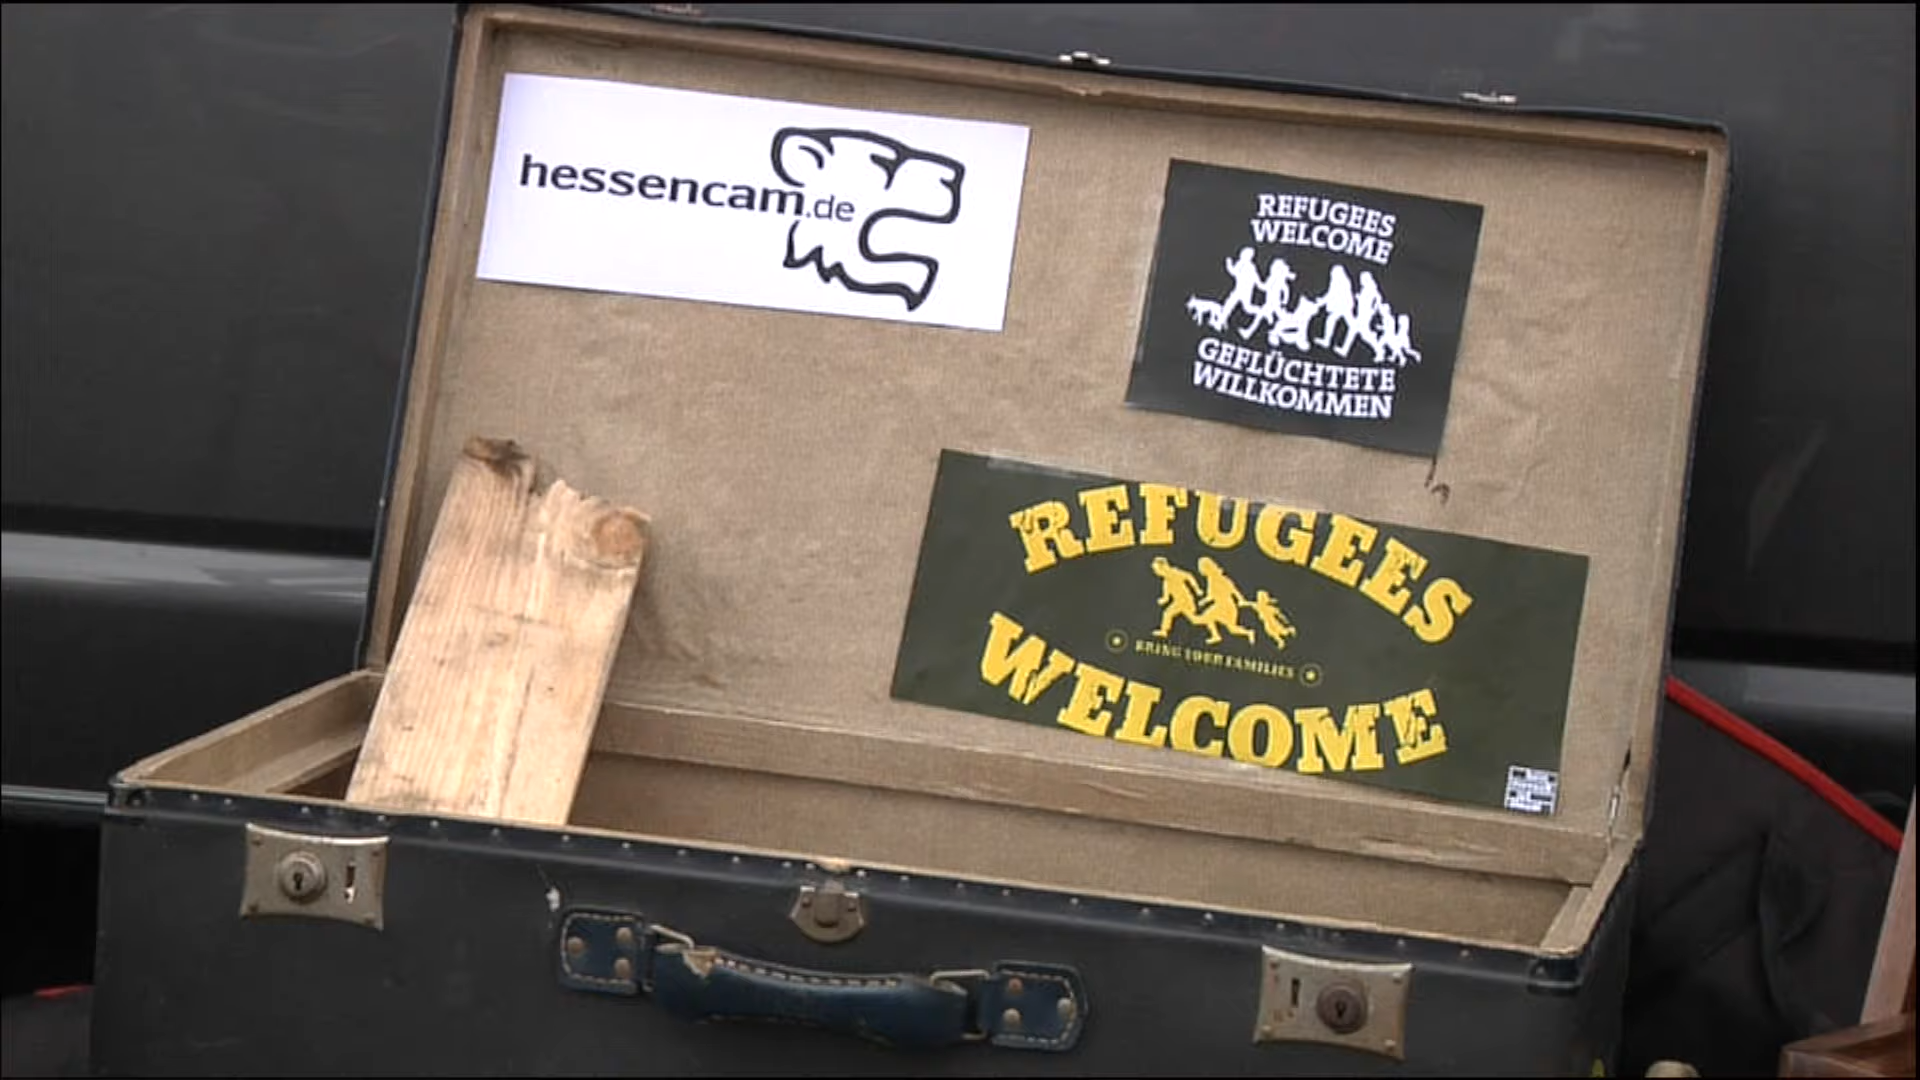 hessencam.de
REFUGEES
WELCOME
GEFLÜCHTETE
WILLKOMMEN
REFUGEES
BRING YOUR FAMILIES
WELCOME